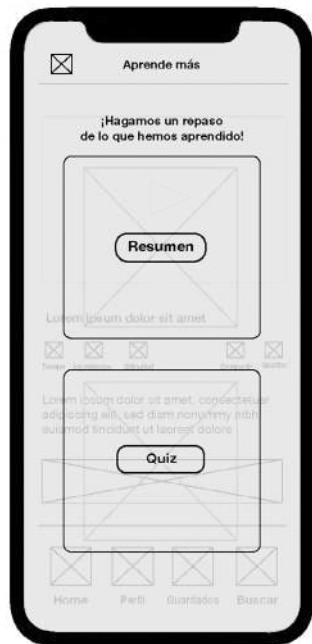 Aprende más
¡Hagamos un repaso
de lo que hemos aprendido!
Resumen
Lorem ipsum dolor sit amet
Lorem ipsum dolor sit amet, consectetuer
adipiscing elit, sed diam nonummy nibh
euismod tincidunt ut laoreet dolore
Quiz
Home Perfil Guardados Buscar